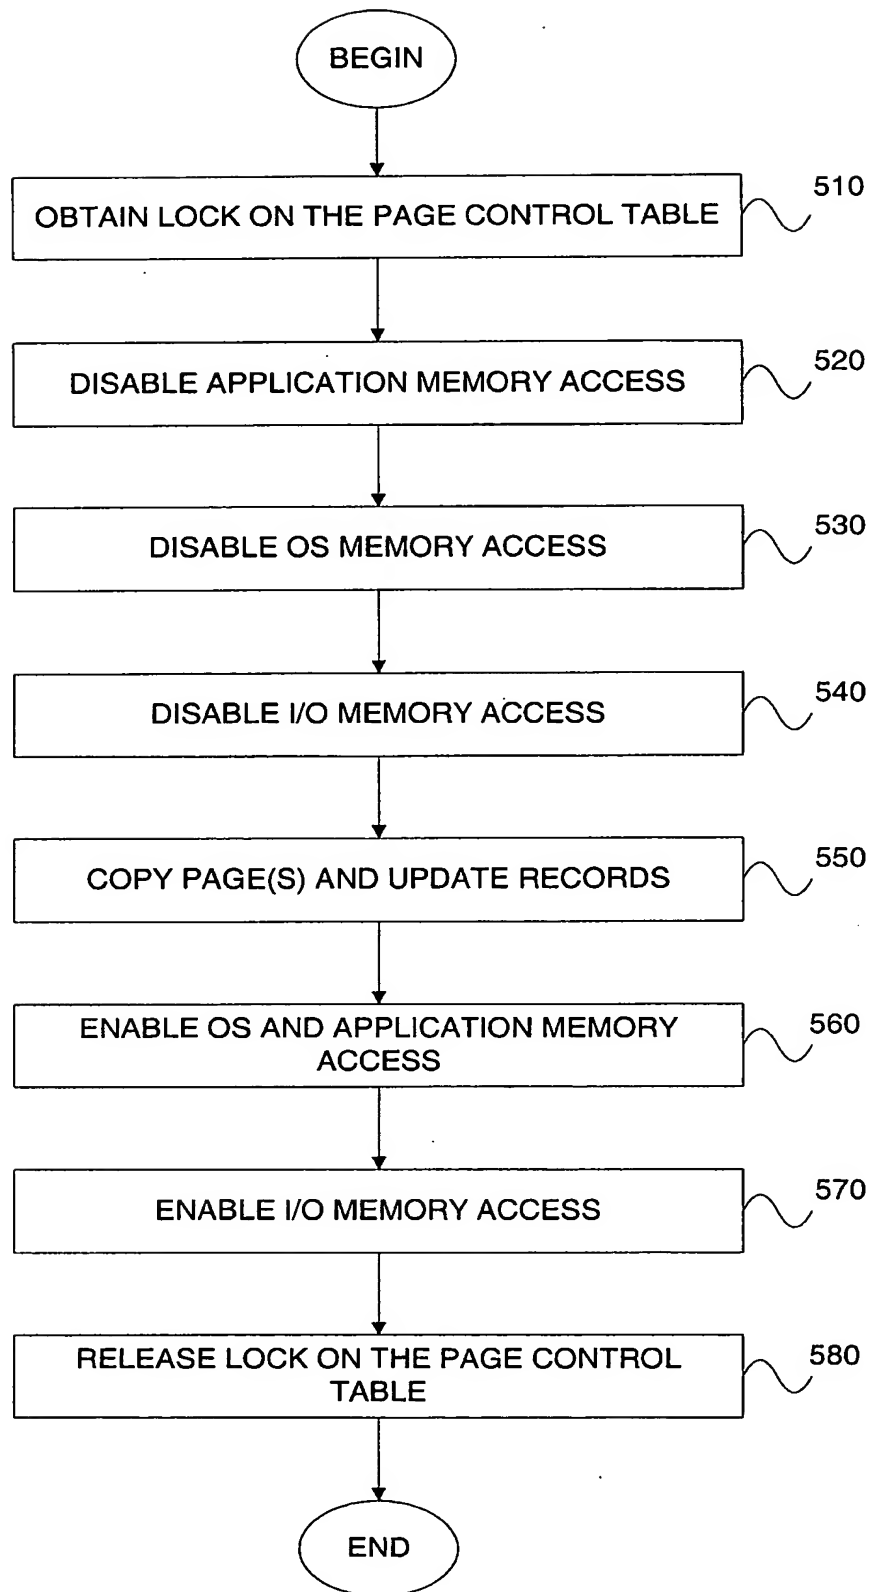 BEGIN
OBTAIN LOCK ON THE PAGE CONTROL TABLE
510
DISABLE APPLICATION MEMORY ACCESS
520
DISABLE OS MEMORY ACCESS
530
DISABLE I/O MEMORY ACCESS
540
COPY PAGE(S) AND UPDATE RECORDS
550
ENABLE OS AND APPLICATION MEMORY
ACCESS
560
ENABLE I/O MEMORY ACCESS
570
RELEASE LOCK ON THE PAGE CONTROL
TABLE
580
END